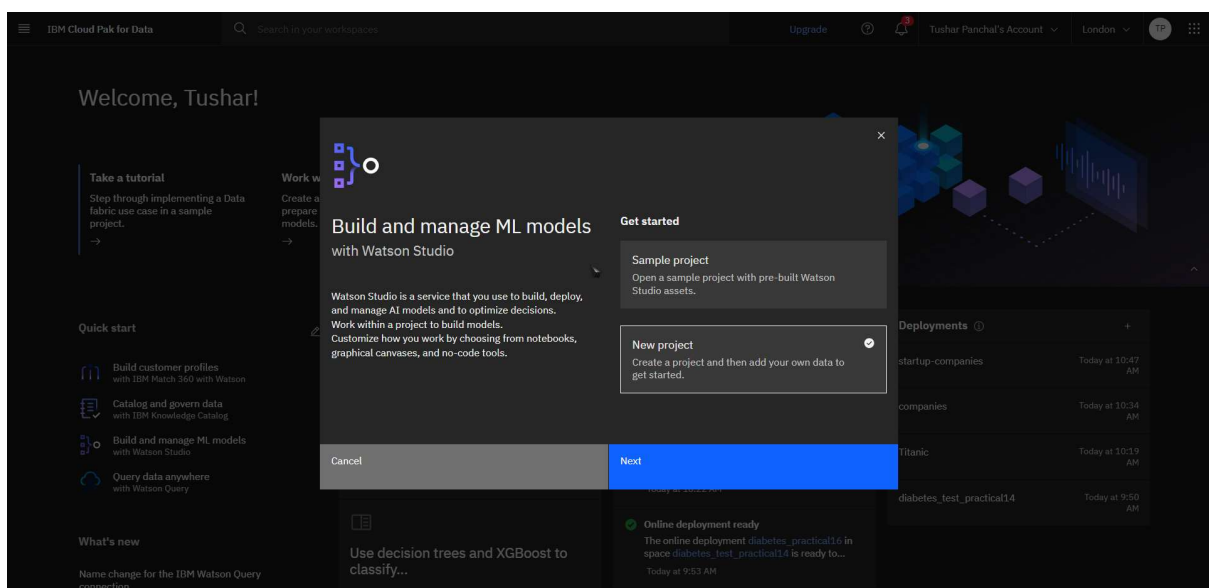 IBM Cloud Pak for Data
Search in your workspaces
Upgrade
3
Tushar Panchal's Account
London
TP
Welcome, Tushar!
Take a tutorial
Step through implementing a Data
fabric use case in a sample
project.
Work w
Create a
prepare
models.
Build and manage ML models
with Watson Studio
Watson Studio is a service that you use to build, deploy,
and manage AI models and to optimize decisions.
Work within a project to build models.
Customize how you work by choosing from notebooks,
graphical canvases, and no-code tools.
Get started
Sample project
Open a sample project with pre-built Watson
Studio assets.
New project
Create a project and then add your own data to
get started.
Cancel
Next
Quick start
Build customer profiles
with IBM Match 360 with Watson
Catalog and govern data
with IBM Knowledge Catalog
Build and manage ML models
with Watson Studio
Query data anywhere
with Watson Query
What's new
Name change for the IBM Watson Query
connection
Use decision trees and XGBoost to
classify...
Online deployment ready
The online deployment diabetes_practical16 in
space diabetes_test_practical14 is ready to...
Today at 9:53 AM
Deployments
startup-companies
Today at 10:47
AM
companies
Today at 10:34
AM
Titanic
Today at 10:19
AM
diabetes_test_practical14
Today at 9:50
AM